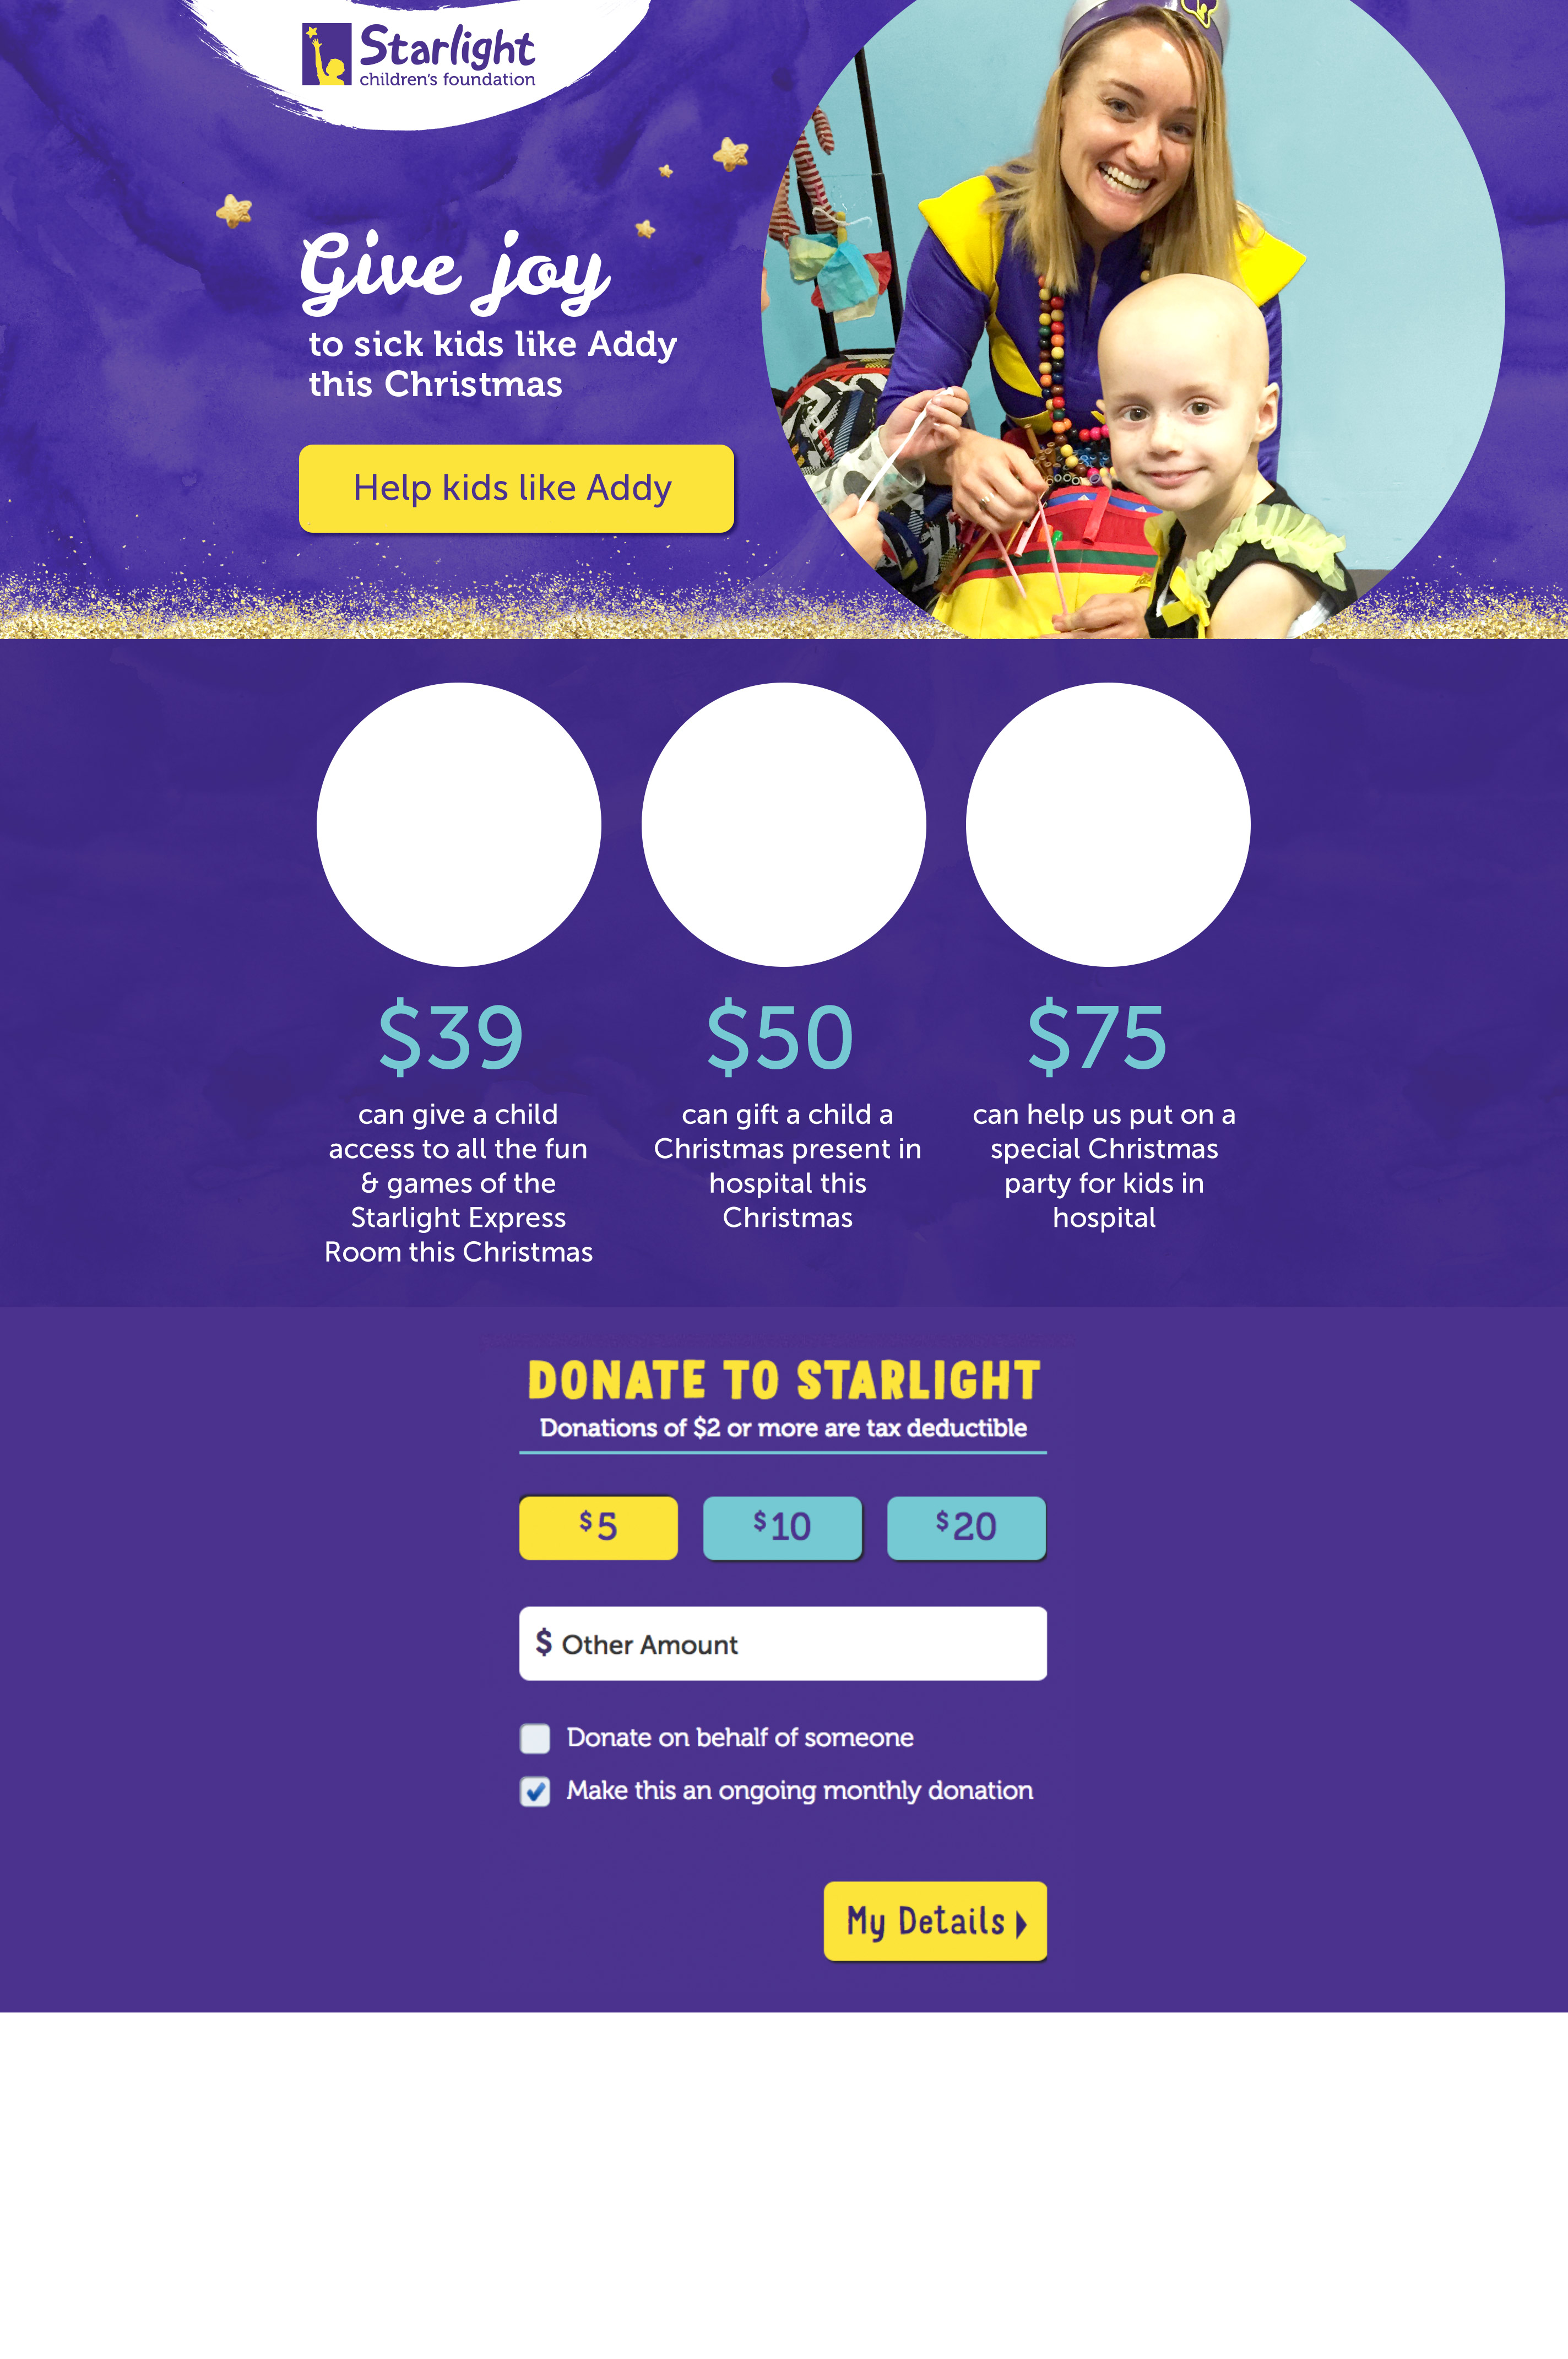 Starlight
children's foundation
Give joy
to sick kids like Addy
this Christmas
Help kids like Addy
$39
can give a child
access to all the fun
& games of the
Starlight Express
Room this Christmas
$50
can gift a child a
Christmas present in
hospital this
Christmas
$75
can help us put on a
special Christmas
party for kids in
hospital
DONATE TO STARLIGHT
Donations of $2 or more are tax deductible
$5
$10
$20
$ Other Amount
Donate on behalf of someone
Make this an ongoing monthly donation
My Details